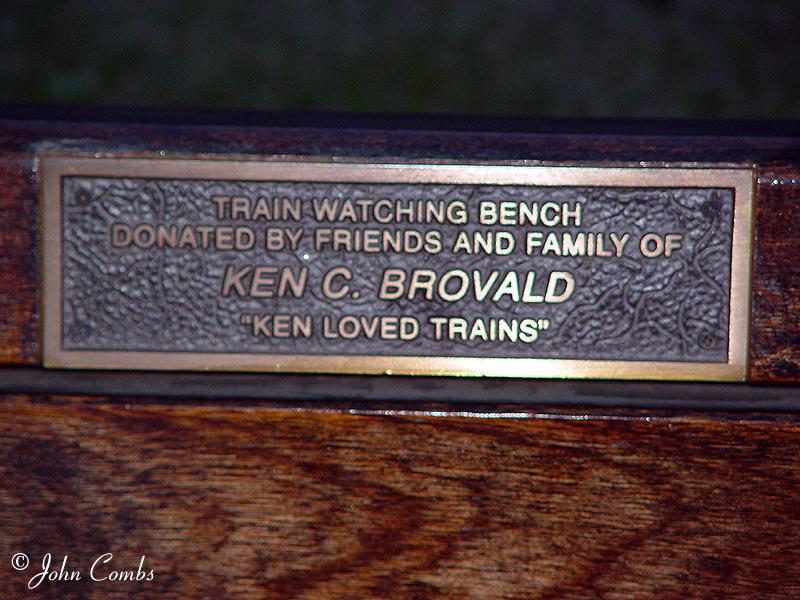 TRAIN WATCHING BENCH
DONATED BY FRIENDS AND FAMILY OF
KEN C. BROVALD
"KEN LOVED TRAINS"
© John Combs